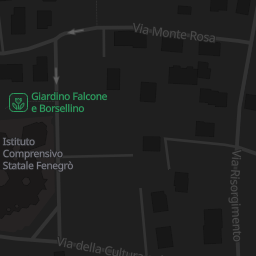 Via Monte Rosa
Giardino Falcone
e Borsellino
Istituto
Comprensivo
Statale Fenegrò
Via Risorgimento
Via della Cultura